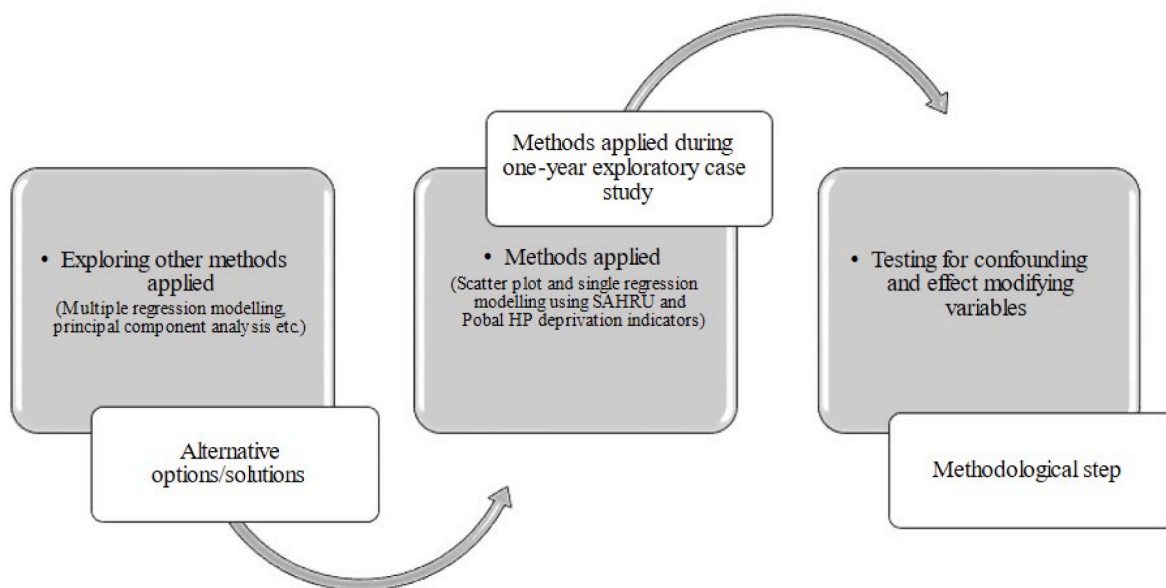 • Exploring other methods
applied
(Multiple regression modelling,
principal component analysis etc.)
Alternative
options/solutions
Methods applied during
one-year exploratory case
study
• Methods applied
(Scatter plot and single regression
modelling using SAHRU and
Pobal HP deprivation indicators)
• Testing for confounding
and effect modifying
variables
Methodological step